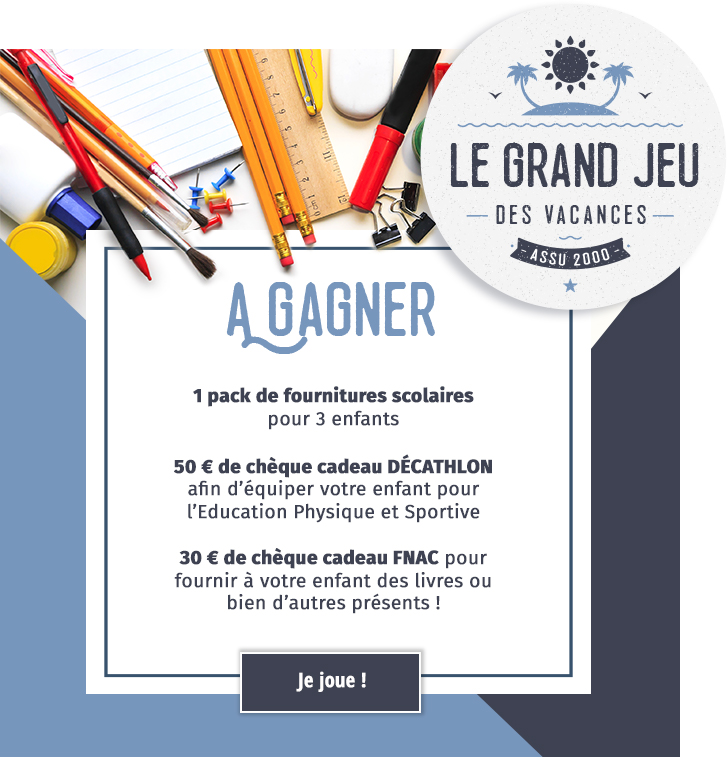 LE GRAND JEU
DES VACANCES
- ASSU 2000 -
A GAGNER
1 pack de fournitures scolaires
pour 3 enfants
50 € de chèque cadeau DÉCATHLON
afin d'équiper votre enfant pour
l'Education Physique et Sportive
30 € de chèque cadeau FNAC pour
fournir à votre enfant des livres ou
bien d'autres présents !
Je joue !